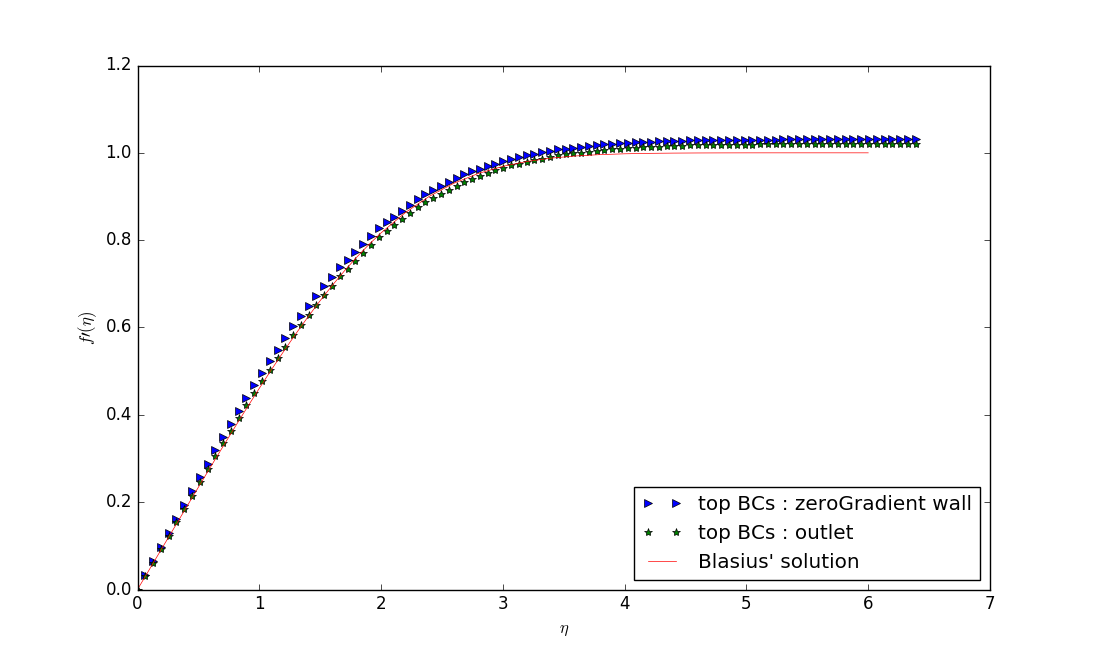 1.2
1.0
0.8
0.6
0.4
0.2
0.0
f′(η)
top BCs : zeroGradient wall
top BCs : outlet
Blasius' solution
0 1 2 3 4 5 6 7
η